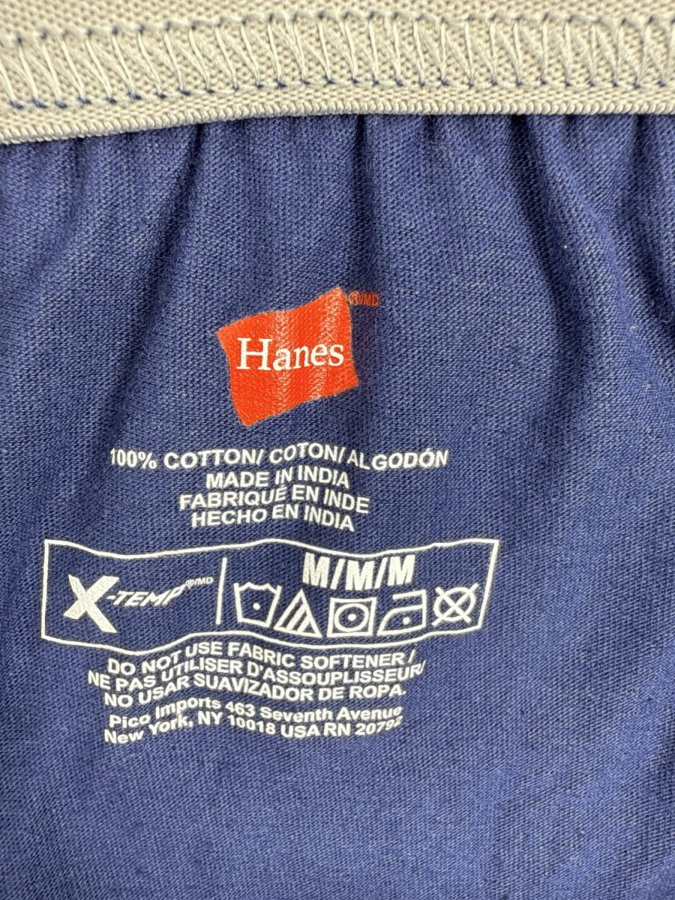 Hanes ®/MD
100% COTTON/ COTON/ ALGODÓN
MADE IN INDIA
FABRIQUÉ EN INDE
HECHO EN INDIA
M/M/M
X-TEMP ®/MD
DO NOT USE FABRIC SOFTENER/
NE PAS UTILISER D'ASSOUPLISSEUR/
NO USAR SUAVIZADOR DE ROPA.
Pico Imports 463 Seventh Avenue
New York, NY 10018 USA RN 20792